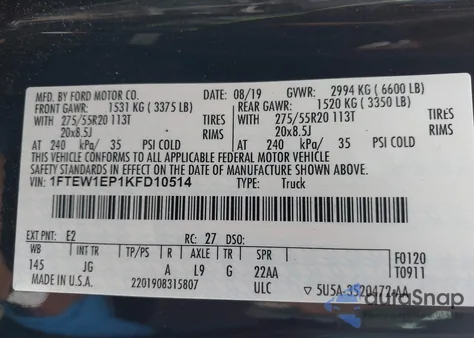 MFD. BY FORD MOTOR CO.
DATE: 08/19 GVWR: 2994 KG (6600 LB)
FRONT GAWR: 1531 KG (3375 LB) REAR GAWR: 1520 KG (3350 LB)
WITH 275/55R20 113T TIRES WITH 275/55R20 113T TIRES
20x8.5J RIMS 20x8.5J RIMS
AT 240 kPa/ 35 PSI COLD AT 240 kPa/ 35 PSI COLD
THIS VEHICLE CONFORMS TO ALL APPLICABLE FEDERAL MOTOR VEHICLE
SAFETY STANDARDS IN EFFECT ON THE DATE OF MANUFACTURE SHOWN ABOVE.
VIN: 1FTEW1EP1KFD10514 TYPE: Truck
EXT PNT: E2 RC: 27 DSO:
WB INT TR TP/PS R AXLE TR SPR F0120
145 JG A L9 G 22AA T0911
MADE IN U.S.A. 2201908315807 ULC 5U5A-3520472-AA
autoSnap